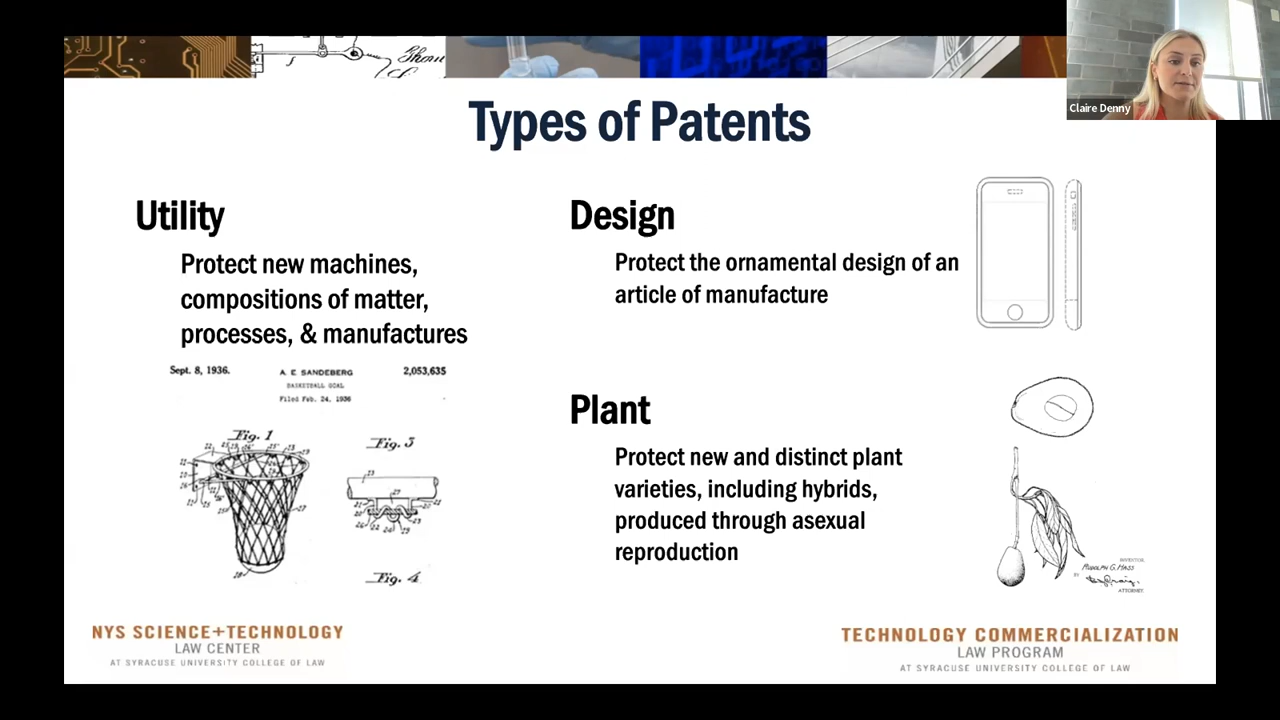 Claire Denny
Types of Patents
Utility
Protect new machines,
compositions of matter,
processes, & manufactures
Sept. 8, 1936.
A. E. SANDEBERG
2,053,635
BASKETBALL GOAL
Filed Feb. 24, 1936
Fig. 1
Fig. 3
Fig. 4
Design
Protect the ornamental design of an
article of manufacture
Plant
Protect new and distinct plant
varieties, including hybrids,
produced through asexual
reproduction
INVENTOR.
RUDOLPH G. HASS
BY
ATTORNEY.
NYS SCIENCE+TECHNOLOGY
LAW CENTER
AT SYRACUSE UNIVERSITY COLLEGE OF LAW
TECHNOLOGY COMMERCIALIZATION
LAW PROGRAM
AT SYRACUSE UNIVERSITY COLLEGE OF LAW